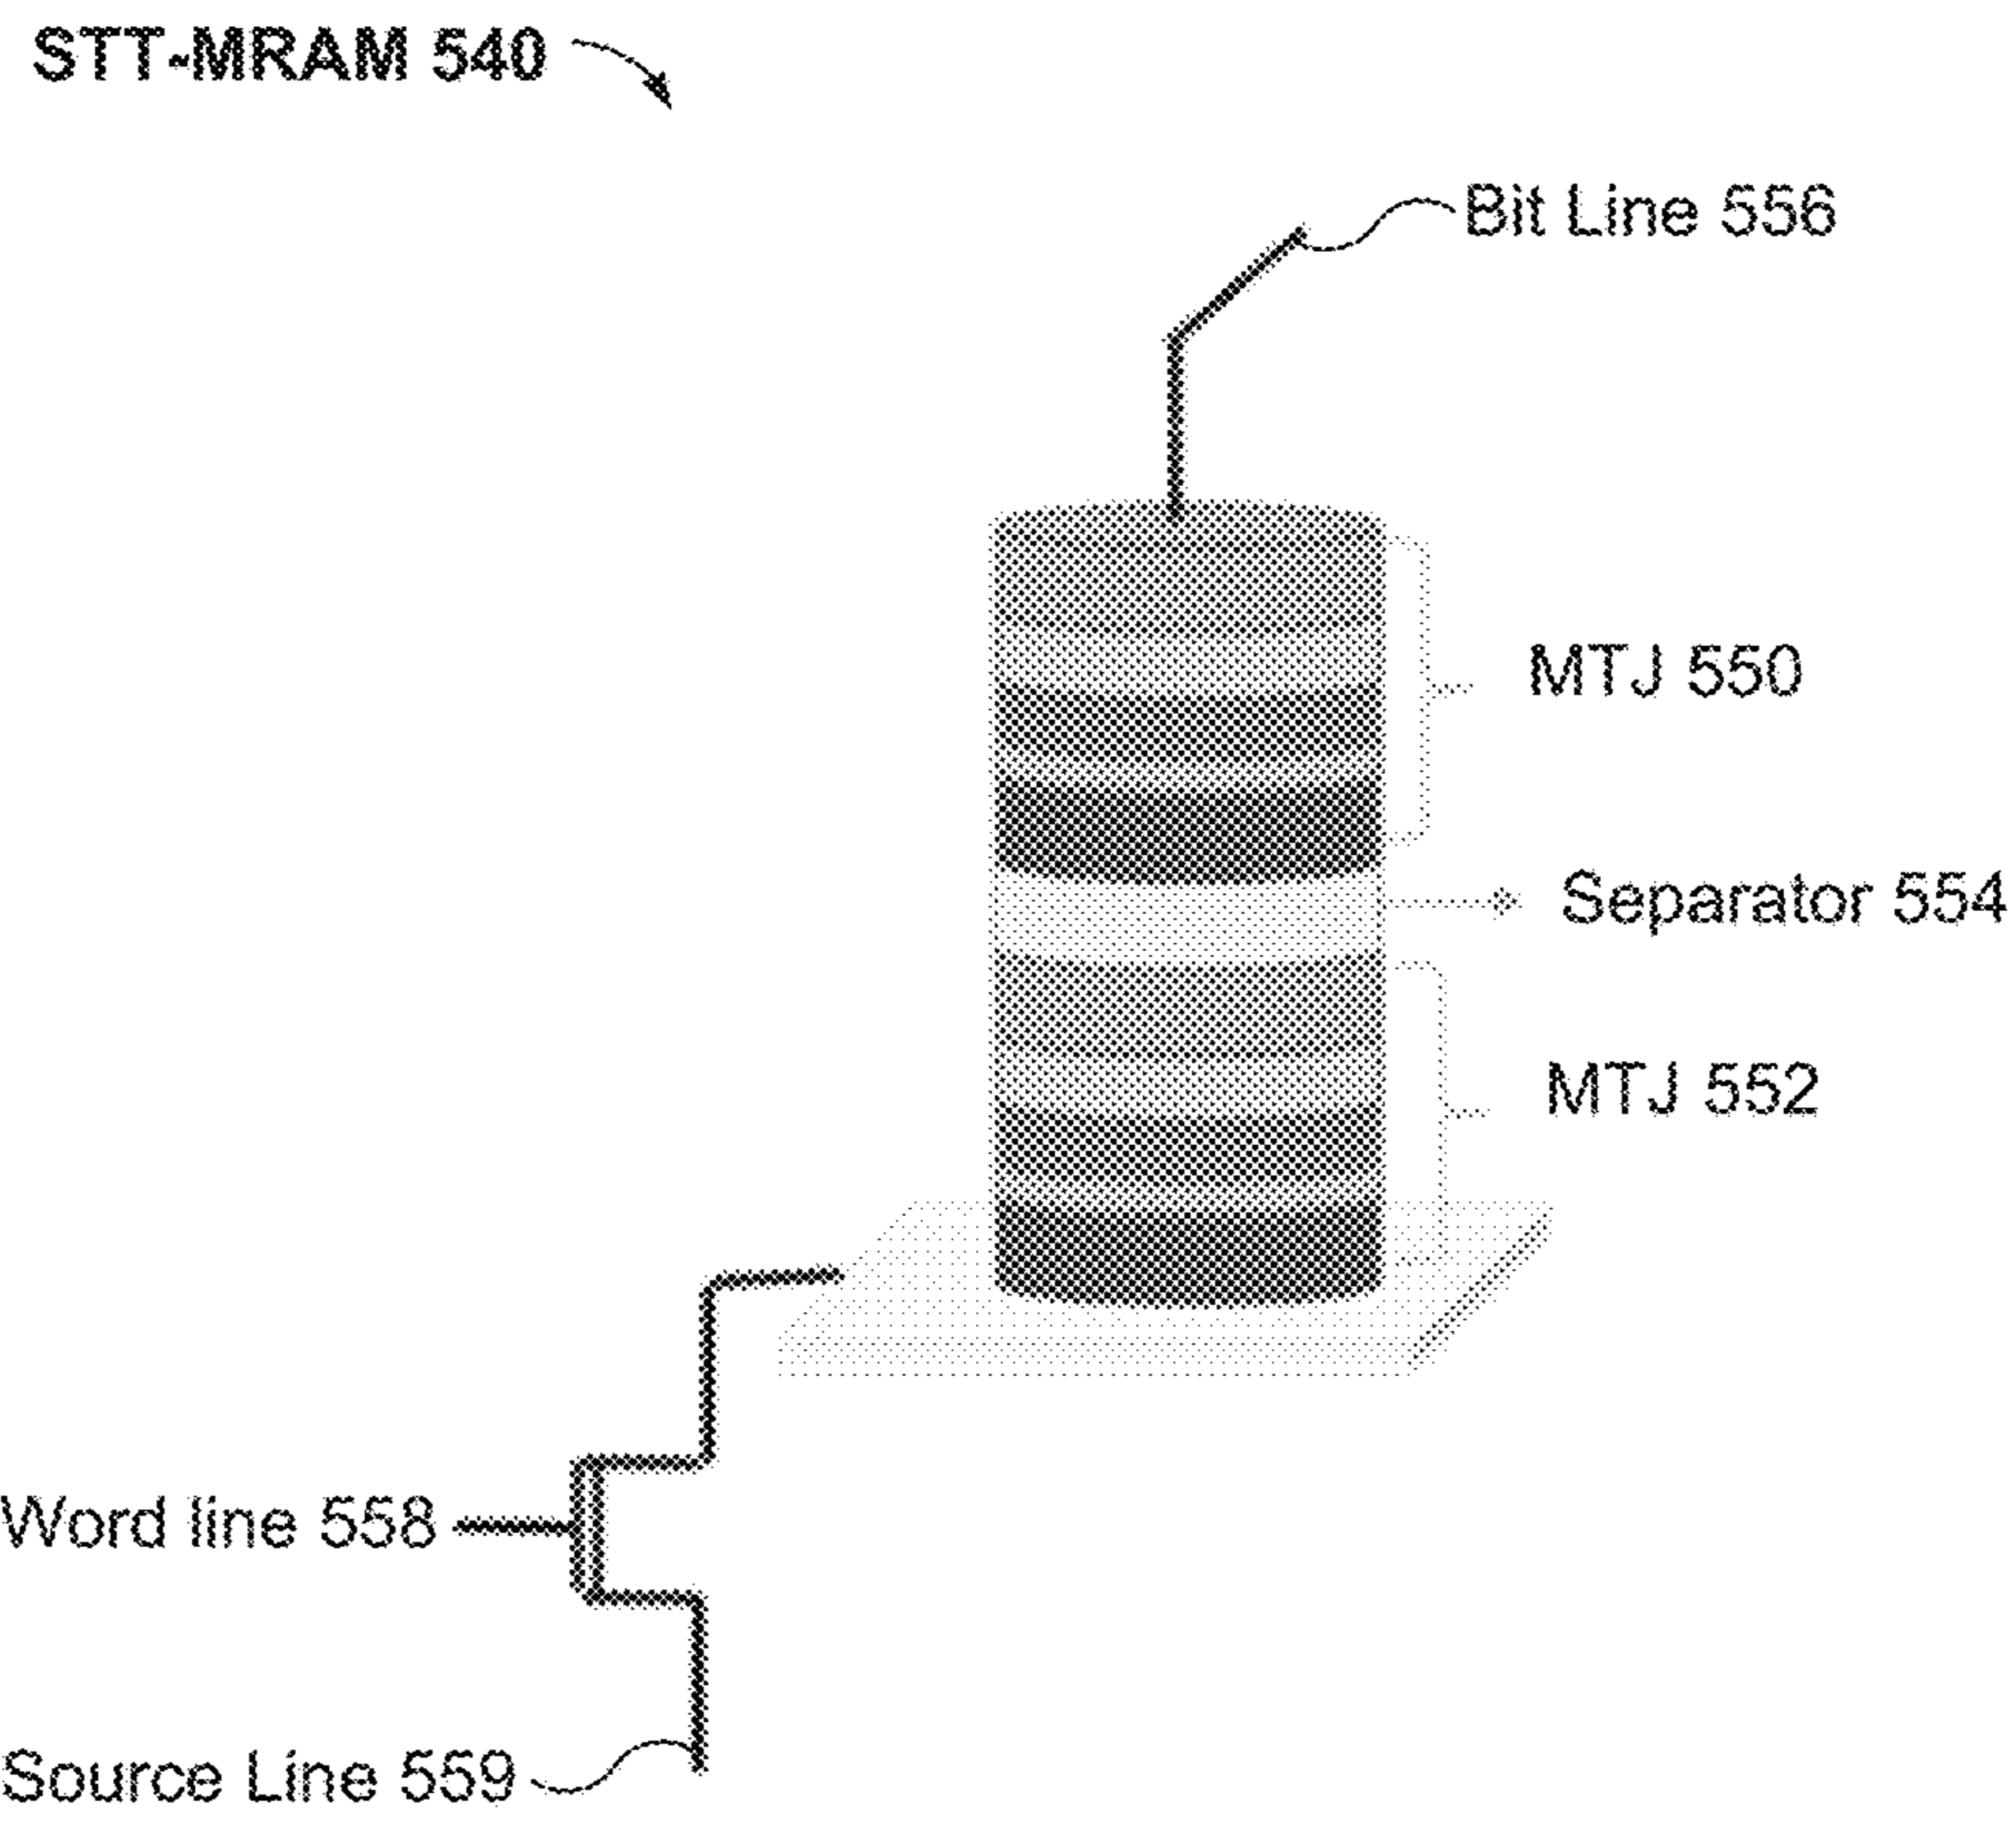 STT-MRAM 540
Bit Line 556
MTJ 550
Separator 554
MTJ 552
Word line 558
Source Line 559